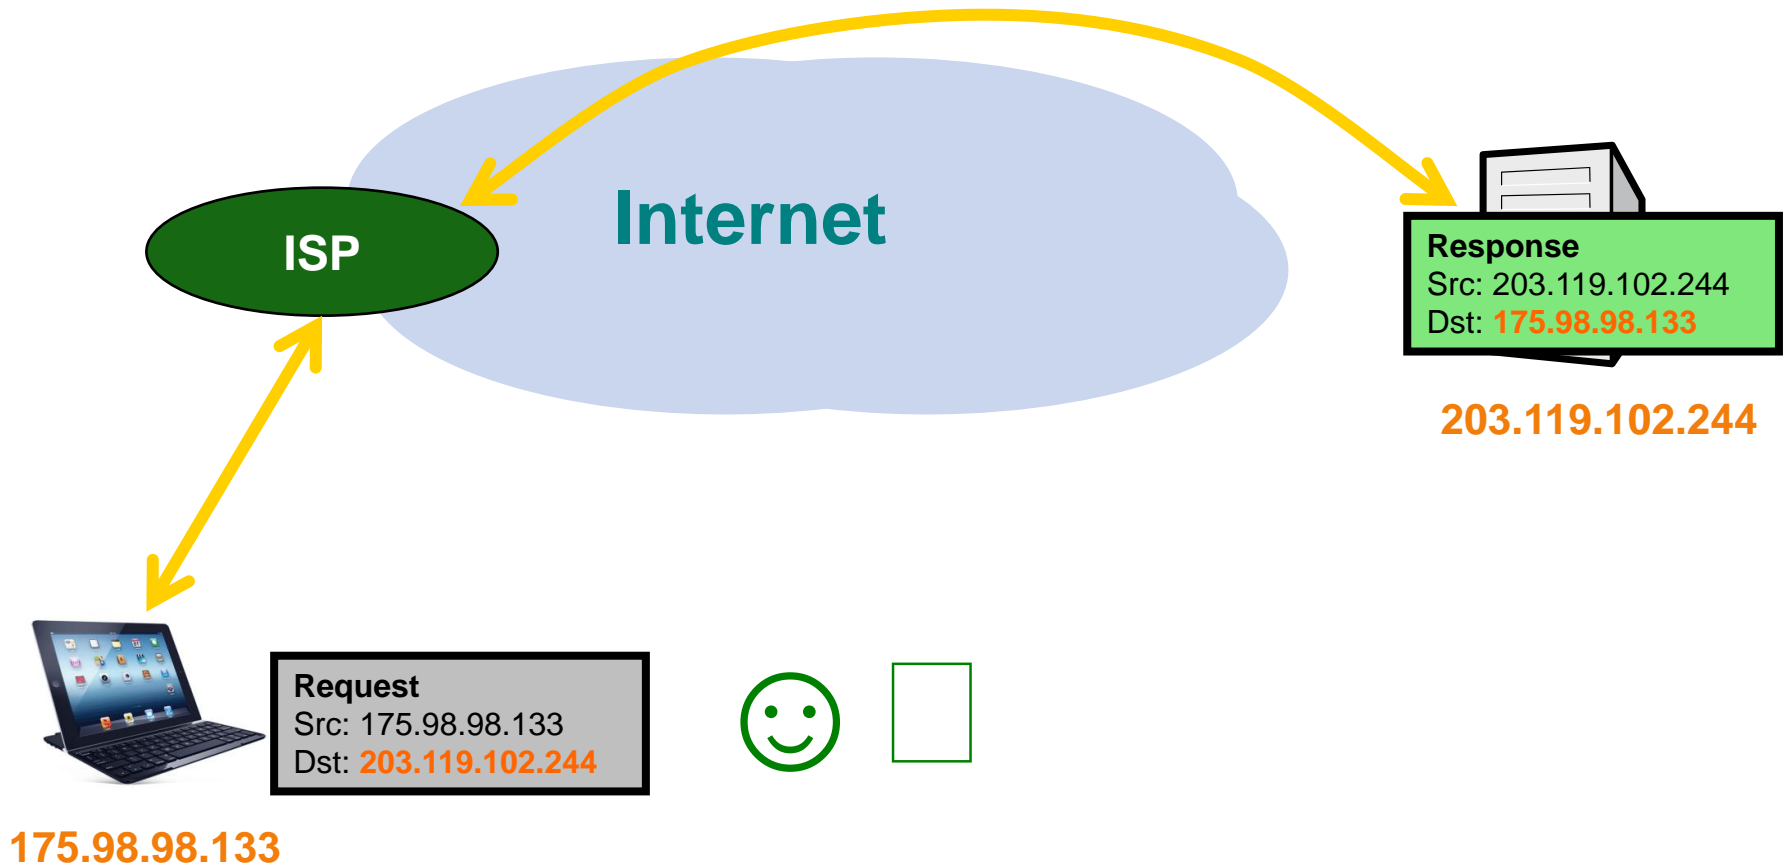 Internet
ISP
Response
Src: 203.119.102.244
Dst: 175.98.98.133
203.119.102.244
Request
Src: 175.98.98.133
Dst: 203.119.102.244
175.98.98.133